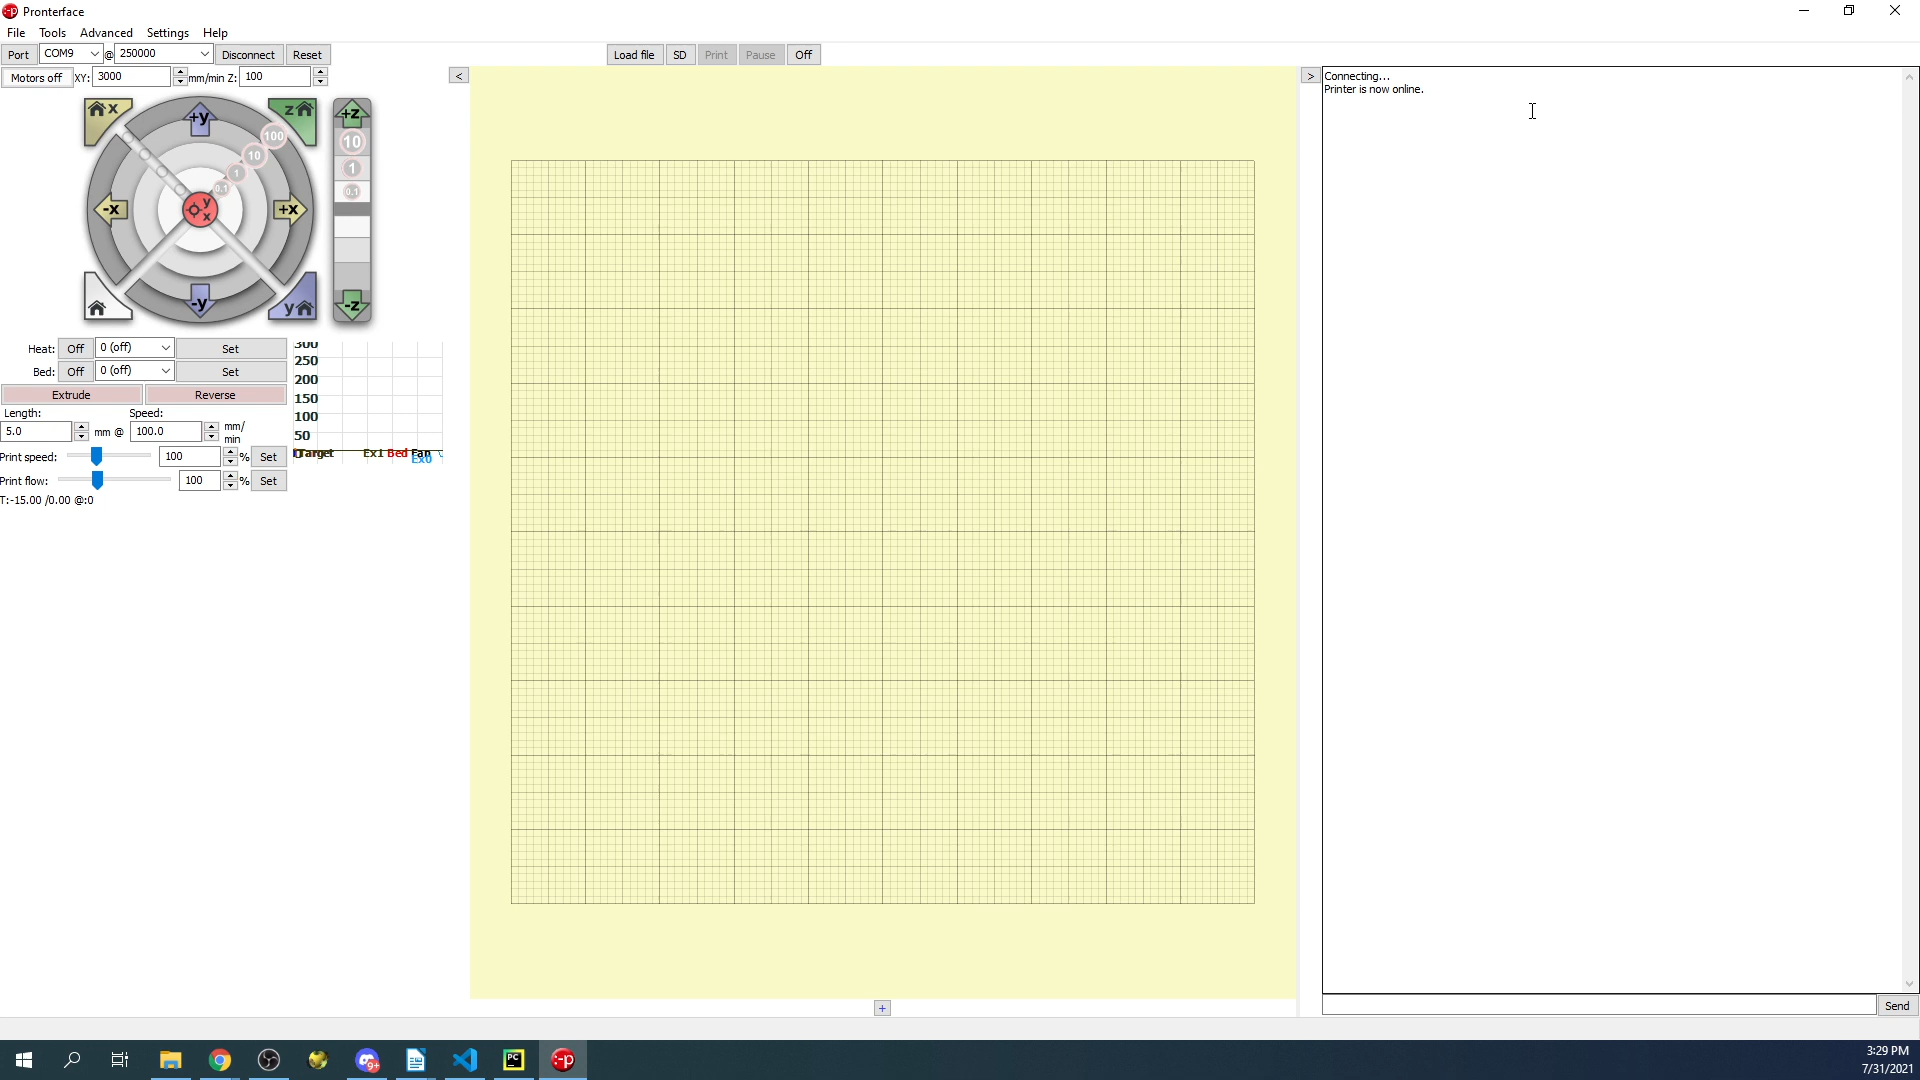 Pronterface
File Tools Advanced Settings Help
Port COM9 @ 250000 Disconnect Reset Load file SD Print Pause Off
Motors off XY: 3000 mm/min Z: 100
< >
Connecting...
Printer is now online.
x +y z +z
100
10 10
1 1
0.1 0.1
-x y x +x
-y y -z
Heat: Off 0 (off) Set
Bed: Off 0 (off) Set
Extrude Reverse
Length: Speed:
5.0 mm @ 100.0 mm/
min
Print speed: 100 % Set
Print flow: 100 % Set
T:-15.00 /0.00 @:0
300
250
200
150
100
50
Target Ex1 Bed Fan
Ex0
+
Send
9+
PC
:-p
3:29 PM
7/31/2021